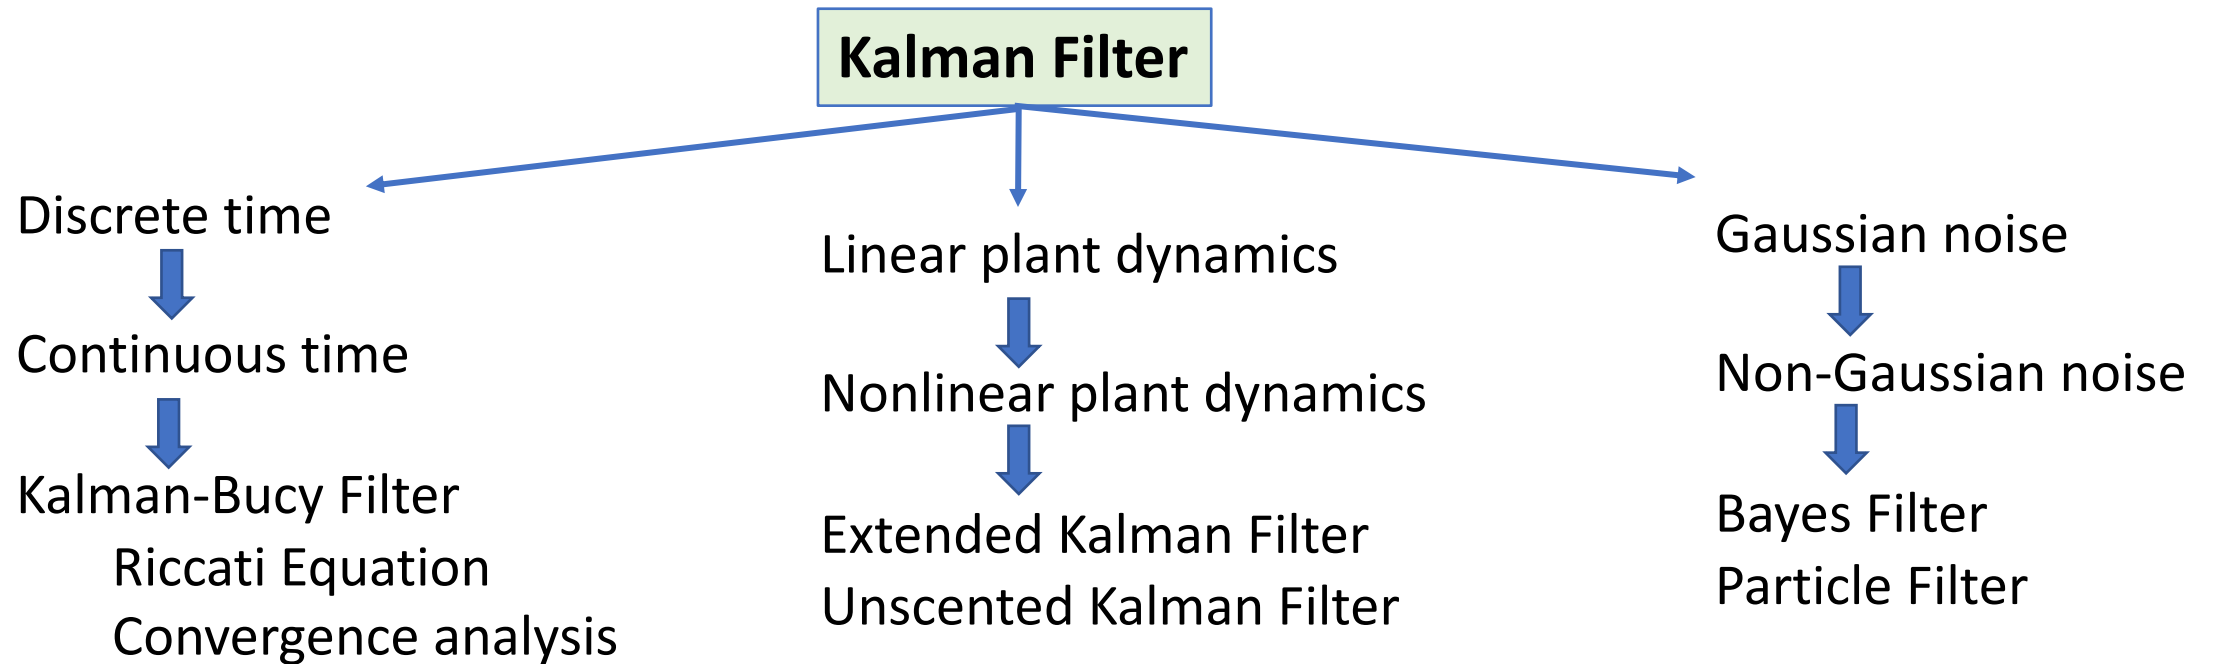 Kalman Filter
Discrete time
Continuous time
Kalman-Bucy Filter
Riccati Equation
Convergence analysis
Linear plant dynamics
Nonlinear plant dynamics
Extended Kalman Filter
Unscented Kalman Filter
Gaussian noise
Non-Gaussian noise
Bayes Filter
Particle Filter